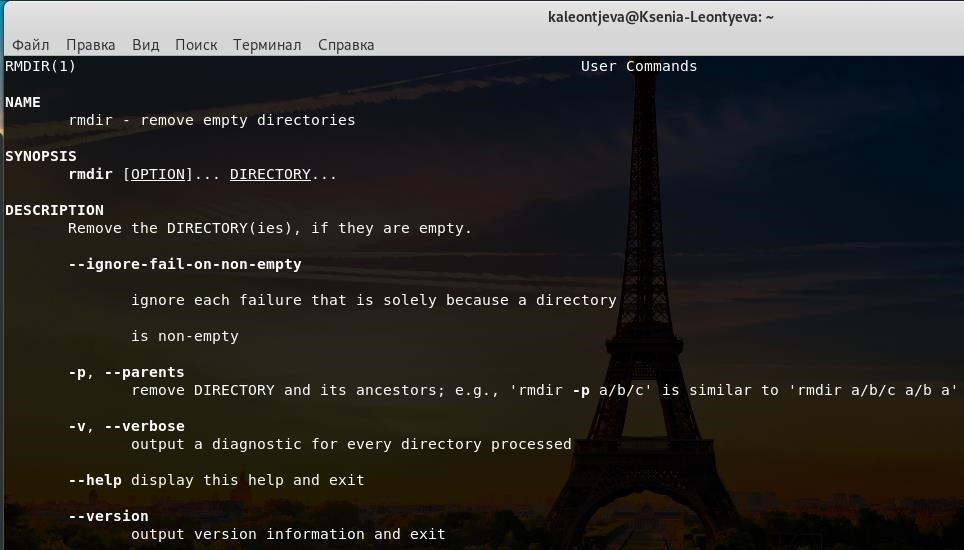 kaleontjeva@Ksenia-Leontyeva: ~
Файл Правка Вид Поиск Терминал Справка
RMDIR(1) User Commands
NAME
rmdir - remove empty directories
SYNOPSIS
rmdir [OPTION]... DIRECTORY...
DESCRIPTION
Remove the DIRECTORY(ies), if they are empty.
--ignore-fail-on-non-empty
ignore each failure that is solely because a directory
is non-empty
-p, --parents
remove DIRECTORY and its ancestors; e.g., 'rmdir -p a/b/c' is similar to 'rmdir a/b/c a/b a'
-v, --verbose
output a diagnostic for every directory processed
--help display this help and exit
--version
output version information and exit